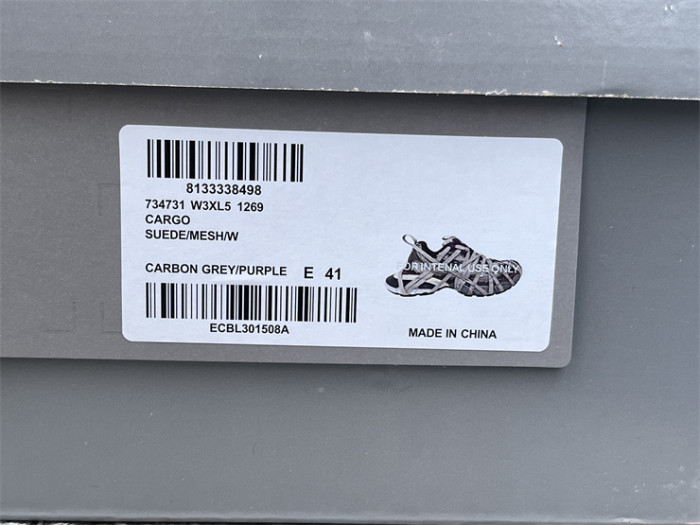 8133338498
734731 W3XL5 1269
CARGO
SUEDE/MESH/W
CARBON GREY/PURPLE E 41
FOR INTENAL USE ONLY
ECBL301508A
MADE IN CHINA